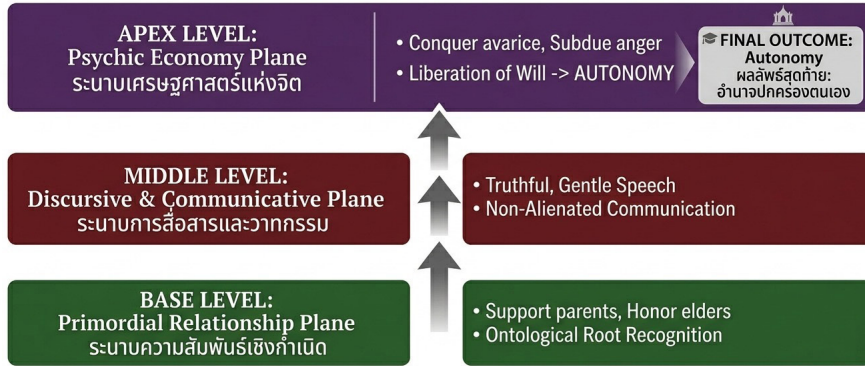 APEX LEVEL:
Psychic Economy Plane
ระนาบเศรษฐศาสตร์แห่งจิต
• Conquer avarice, Subdue anger
• Liberation of Will -> AUTONOMY
FINAL OUTCOME:
Autonomy
ผลลัพธ์สุดท้าย:
อำนาจปกครองตนเอง
MIDDLE LEVEL:
Discursive & Communicative Plane
ระนาบการสื่อสารและวาทกรรม
• Truthful, Gentle Speech
• Non-Alienated Communication
BASE LEVEL:
Primordial Relationship Plane
ระนาบความสัมพันธ์เชิงกำเนิด
• Support parents, Honor elders
• Ontological Root Recognition